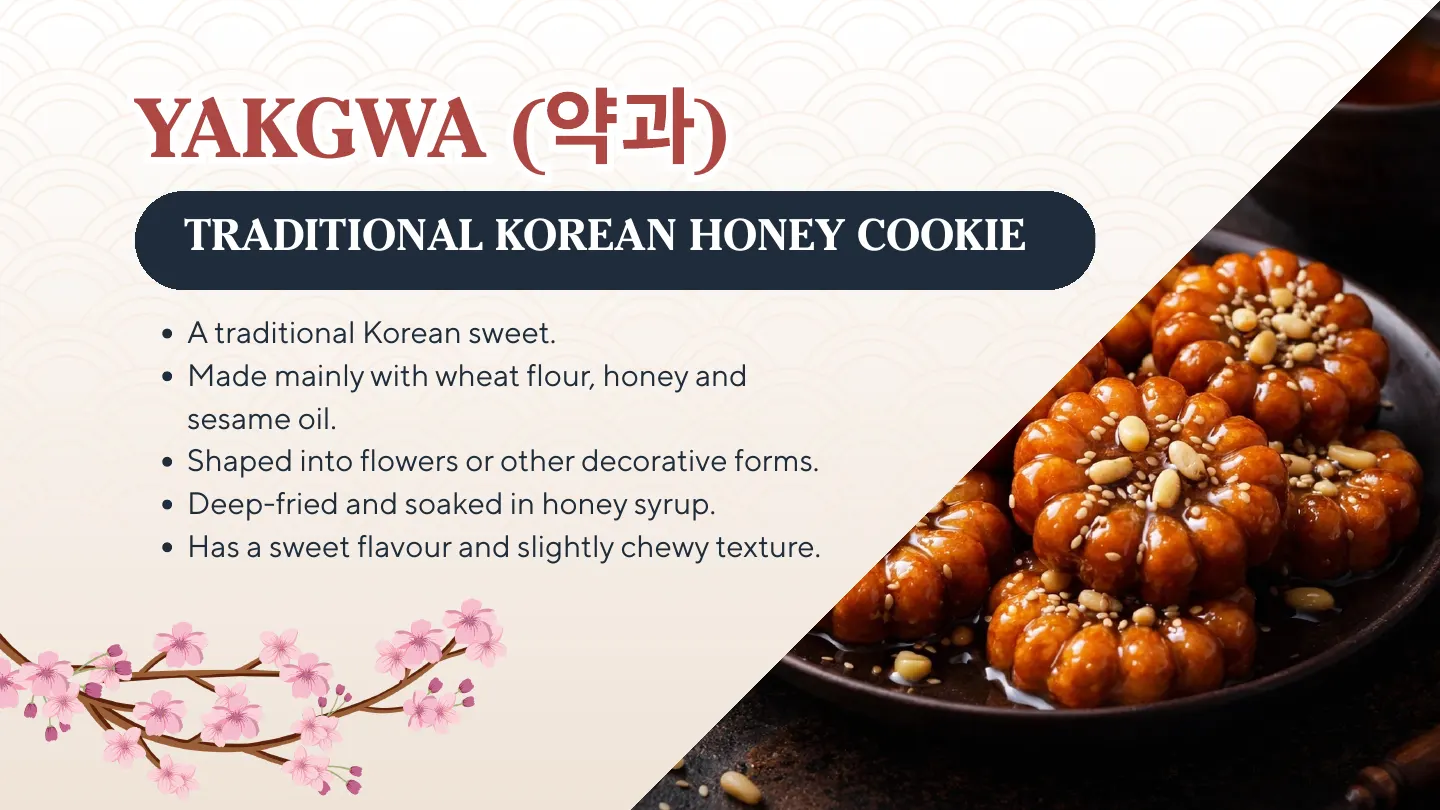 YAKGWA (약과)
TRADITIONAL KOREAN HONEY COOKIE
• A traditional Korean sweet.
• Made mainly with wheat flour, honey and
sesame oil.
• Shaped into flowers or other decorative forms.
• Deep-fried and soaked in honey syrup.
• Has a sweet flavour and slightly chewy texture.